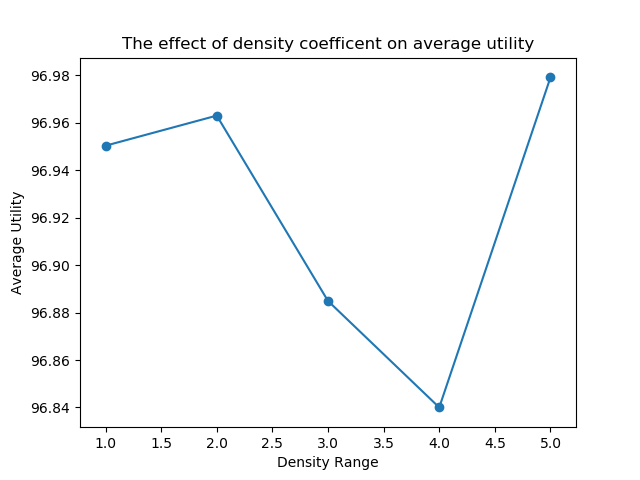 The effect of density coefficent on average utility
96.98
96.96
96.94
96.92
96.90
96.88
96.86
96.84
Average Utility
1.0 1.5 2.0 2.5 3.0 3.5 4.0 4.5 5.0
Density Range